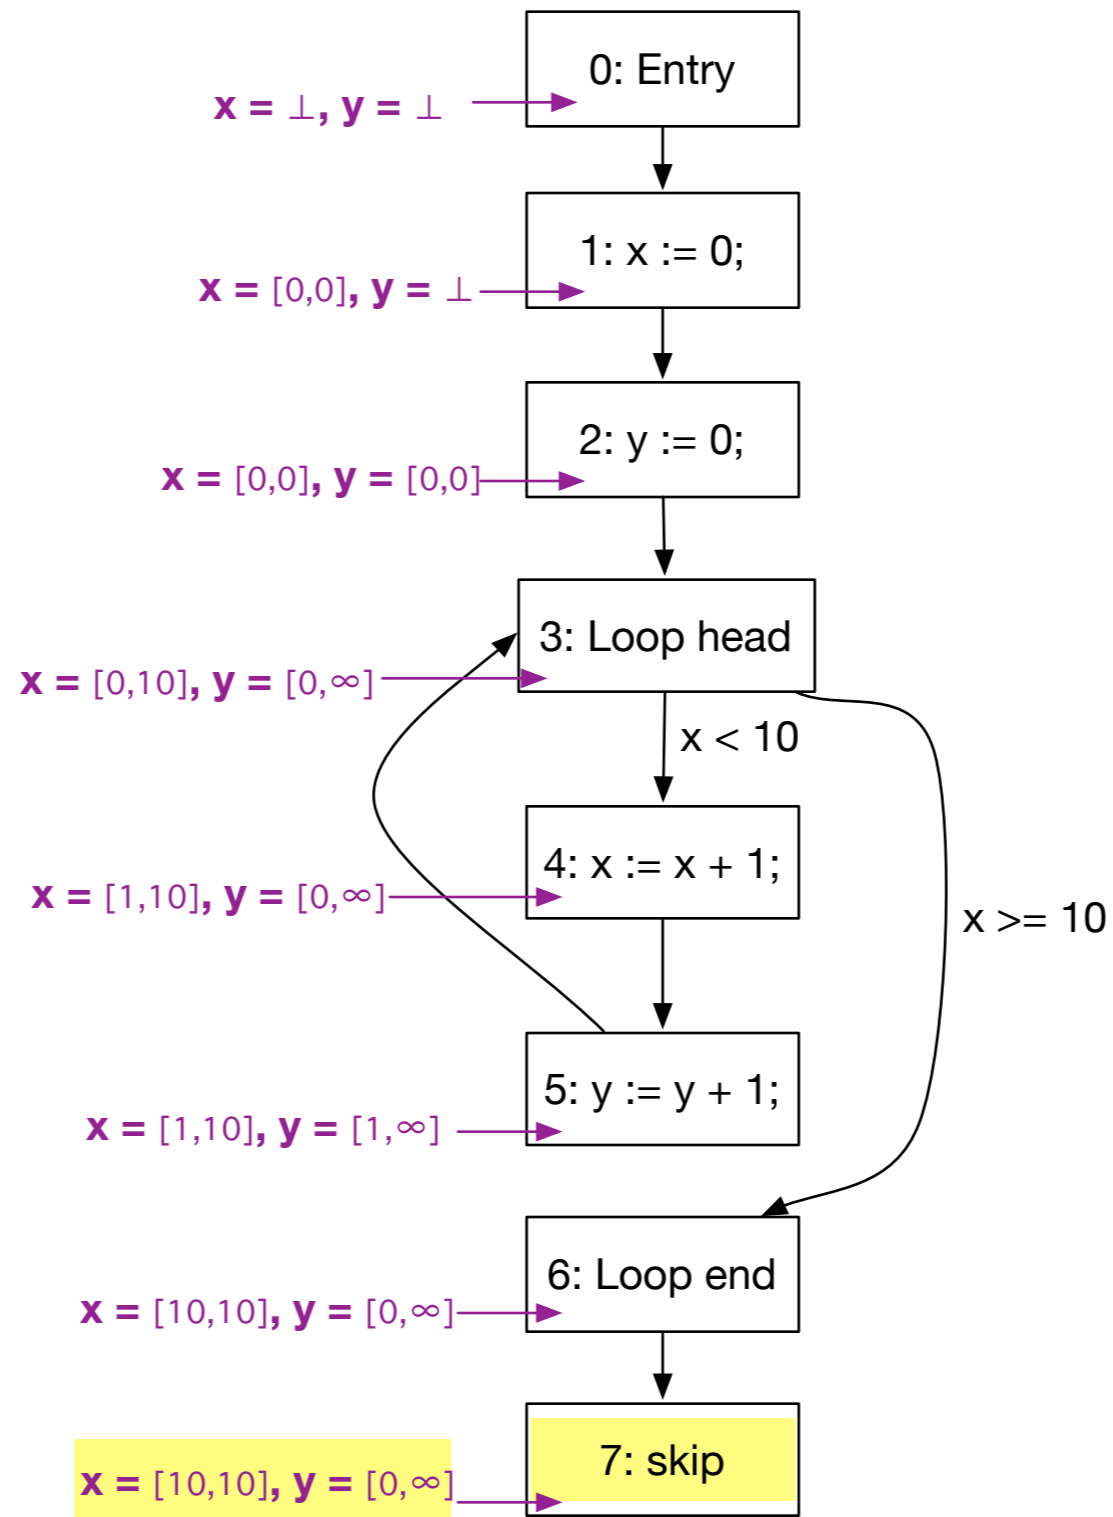 0: Entry
x = ⊥, y = ⊥
1: x := 0;
x = [0,0], y = ⊥
2: y := 0;
x = [0,0], y = [0,0]
3: Loop head
x = [0,10], y = [0,∞]
x < 10
4: x := x + 1;
x = [1,10], y = [0,∞]
x >= 10
5: y := y + 1;
x = [1,10], y = [1,∞]
6: Loop end
x = [10,10], y = [0,∞]
7: skip
x = [10,10], y = [0,∞]